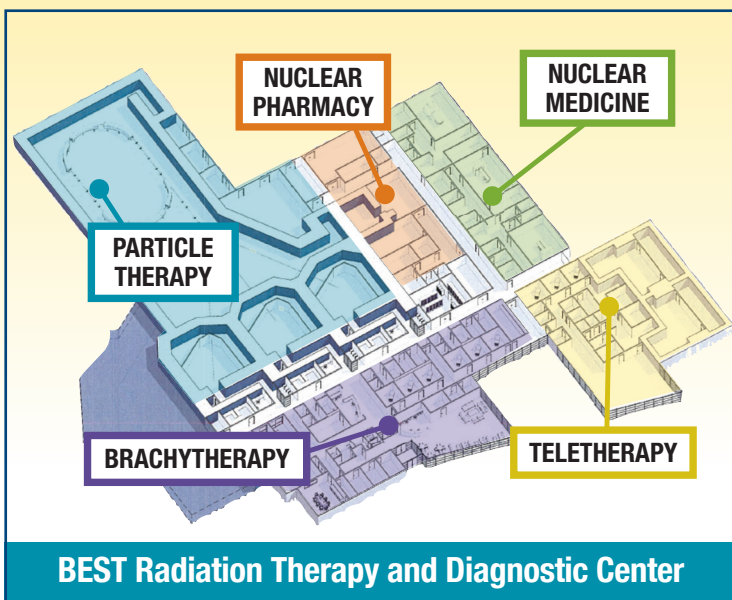 NUCLEAR
PHARMACY
NUCLEAR
MEDICINE
PARTICLE
THERAPY
BRACHYTHERAPY
TELETHERAPY
BEST Radiation Therapy and Diagnostic Center